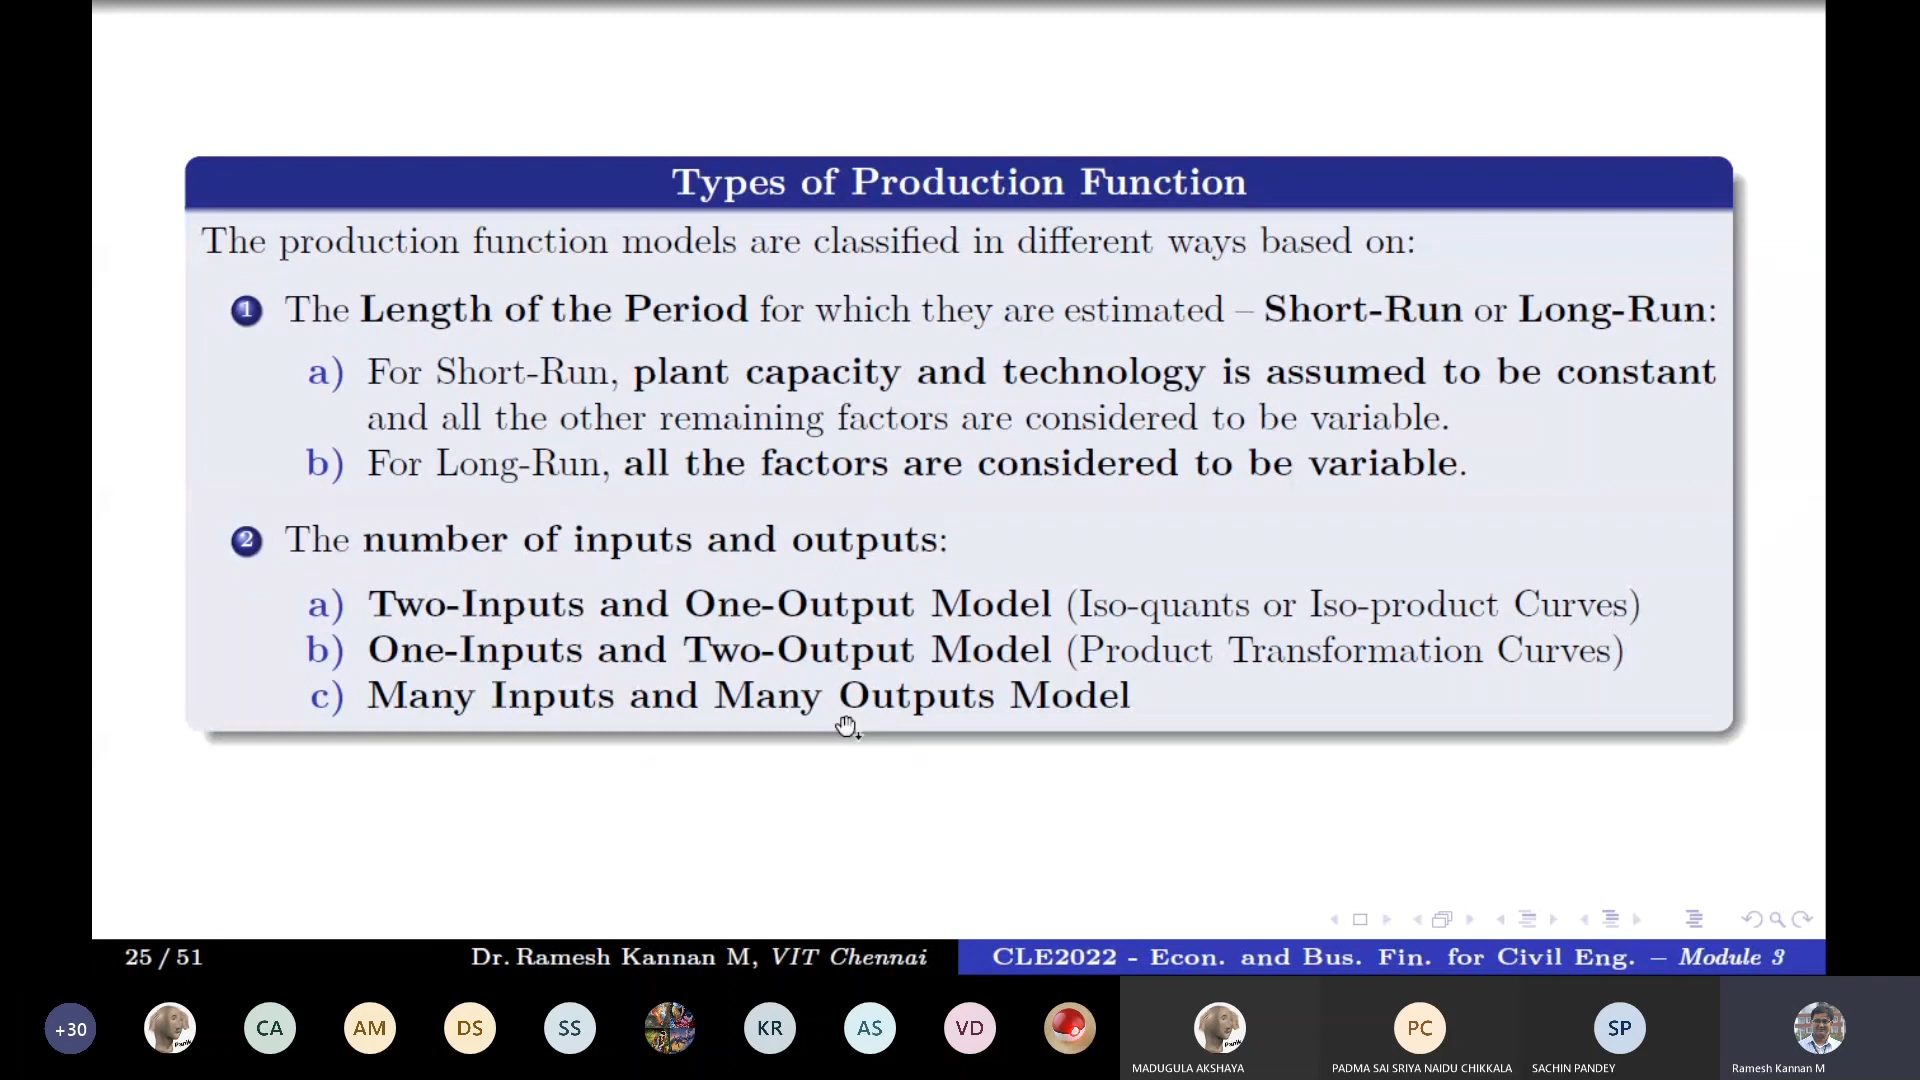 Types of Production Function
The production function models are classified in different ways based on:
1 The Length of the Period for which they are estimated – Short-Run or Long-Run:
a) For Short-Run, plant capacity and technology is assumed to be constant
and all the other remaining factors are considered to be variable.
b) For Long-Run, all the factors are considered to be variable.
2 The number of inputs and outputs:
a) Two-Inputs and One-Output Model (Iso-quants or Iso-product Curves)
b) One-Inputs and Two-Output Model (Product Transformation Curves)
c) Many Inputs and Many Outputs Model
25 / 51 Dr. Ramesh Kannan M, VIT Chennai CLE2022 - Econ. and Bus. Fin. for Civil Eng. – Module 3
+30 Panik CA AM DS SS KR AS VD Panik PC SP
MADUGULA AKSHAYA PADMA SAI SRIYA NAIDU CHIKKALA SACHIN PANDEY Ramesh Kannan M